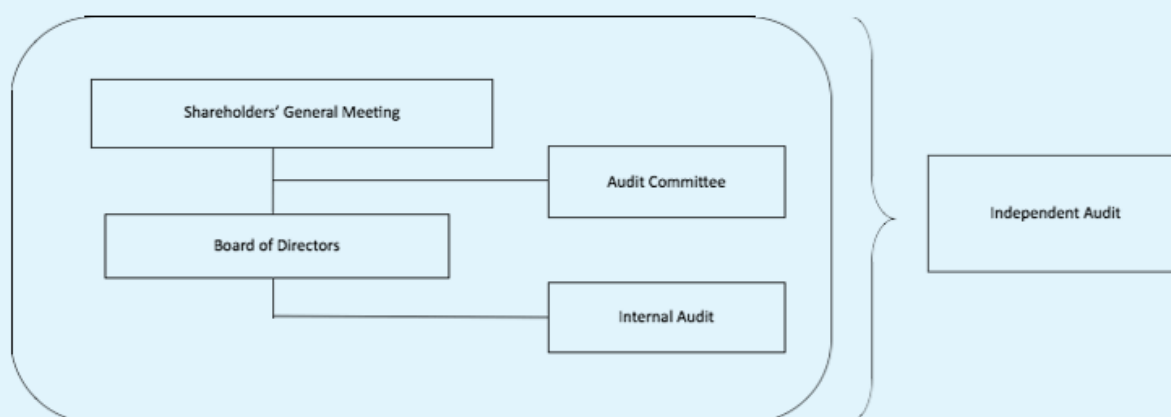 Shareholders' General Meeting
Audit Committee
Independent Audit
Board of Directors
Internal Audit